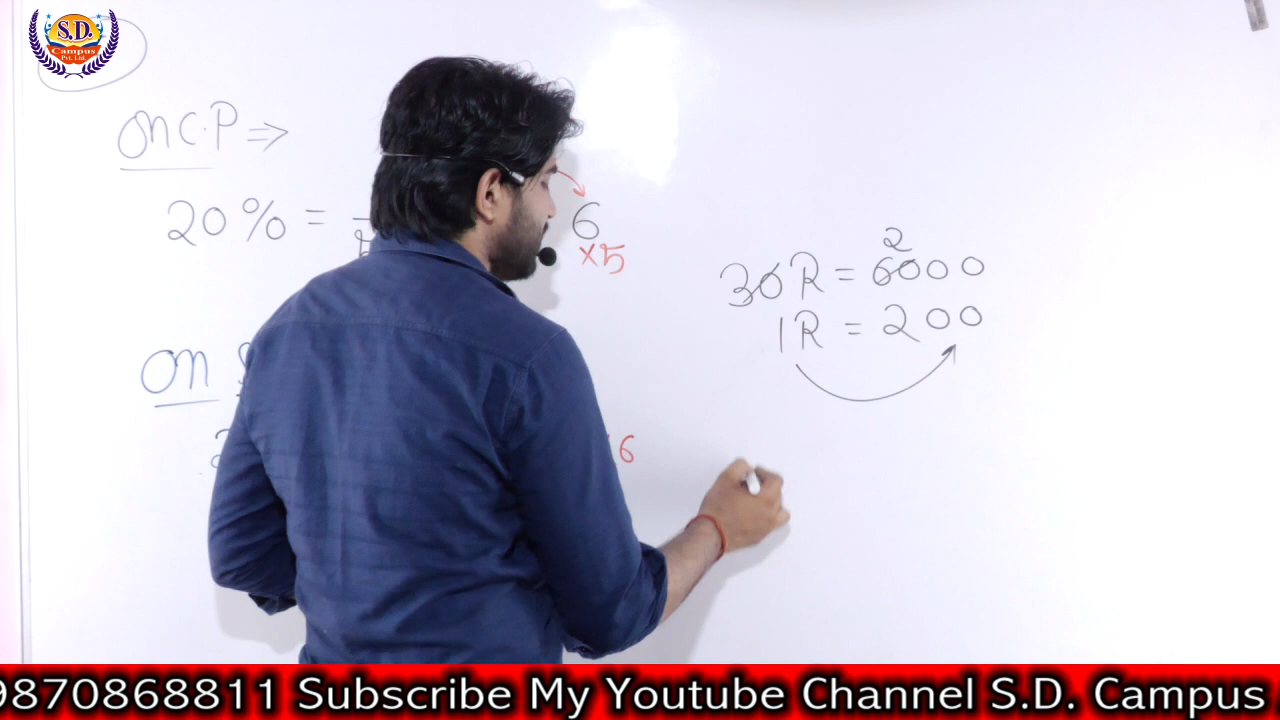 S.D.
Campus
Pvt. Ltd.
On C.P ⇒
20% =
6
×5
2
30R = 6000
1R = 200
On
6
9870868811 Subscribe My Youtube Channel S.D. Campus